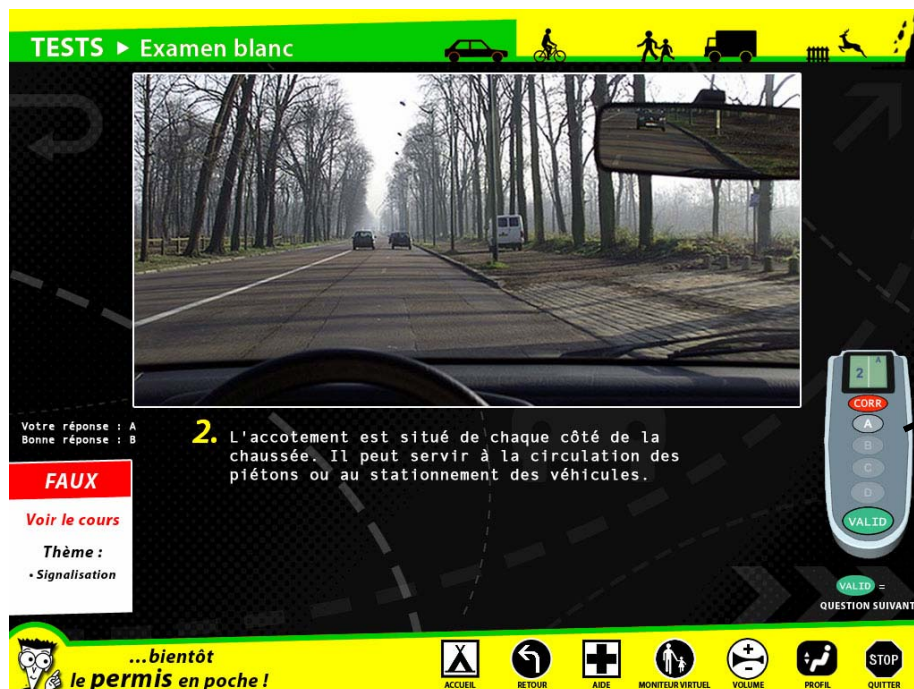 TESTS ▶ Examen blanc
Votre réponse : A
Bonne réponse : B
FAUX
Voir le cours
Thème :
• Signalisation
2. L'accotement est situé de chaque côté de la
chaussée. Il peut servir à la circulation des
piétons ou au stationnement des véhicules.
2 A
CORR
A
B
C
D
VALID
VALID =
QUESTION SUIVANT
...bientôt
le permis en poche !
ACCUEIL
RETOUR
AIDE
MONITEUR VIRTUEL
VOLUME
PROFIL
STOP
QUITTER